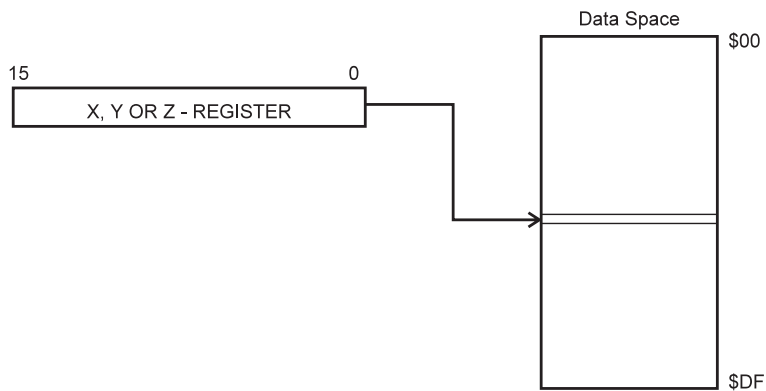 Data Space
$00
15 0
X, Y OR Z - REGISTER
$DF